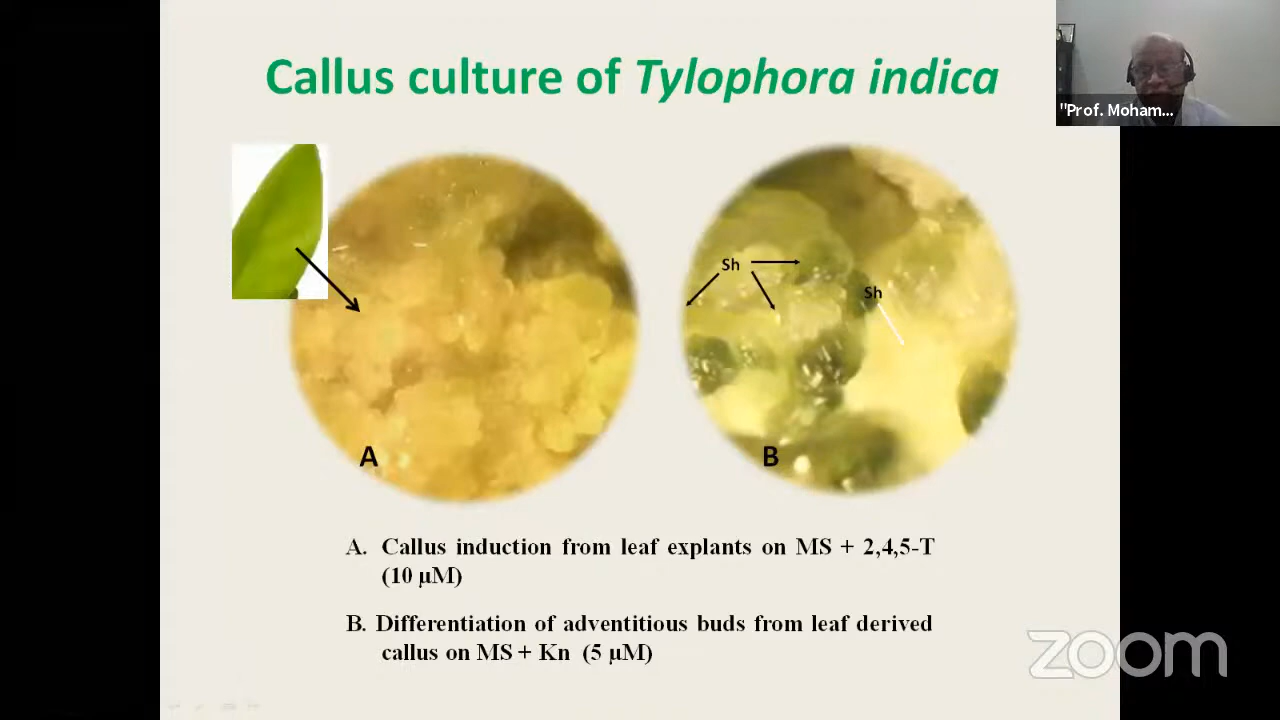 Callus culture of Tylophora indica
"Prof. Moham...
Sh
Sh
A
B
A. Callus induction from leaf explants on MS + 2,4,5-T
(10 µM)
B. Differentiation of adventitious buds from leaf derived
callus on MS + Kn (5 µM)
zoom